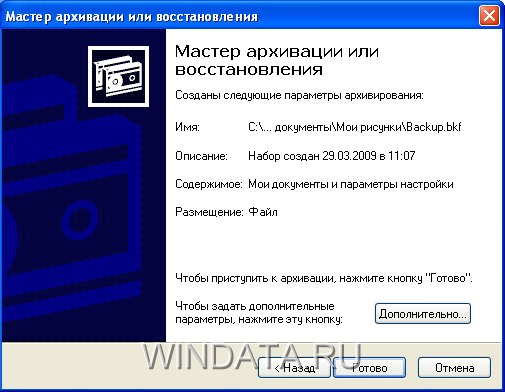 Мастер архивации или восстановления
Мастер архивации или
восстановления
Созданы следующие параметры архивирования:
Имя: C:\... документы\Мои рисунки\Backup.bkf
Описание: Набор создан 29.03.2009 в 11:07
Содержимое: Мои документы и параметры настройки
Размещение: Файл
Чтобы приступить к архивации, нажмите кнопку "Готово".
Чтобы задать дополнительные
параметры, нажмите эту кнопку:
Дополнительно...
< Назад Готово Отмена
WINDATA.RU